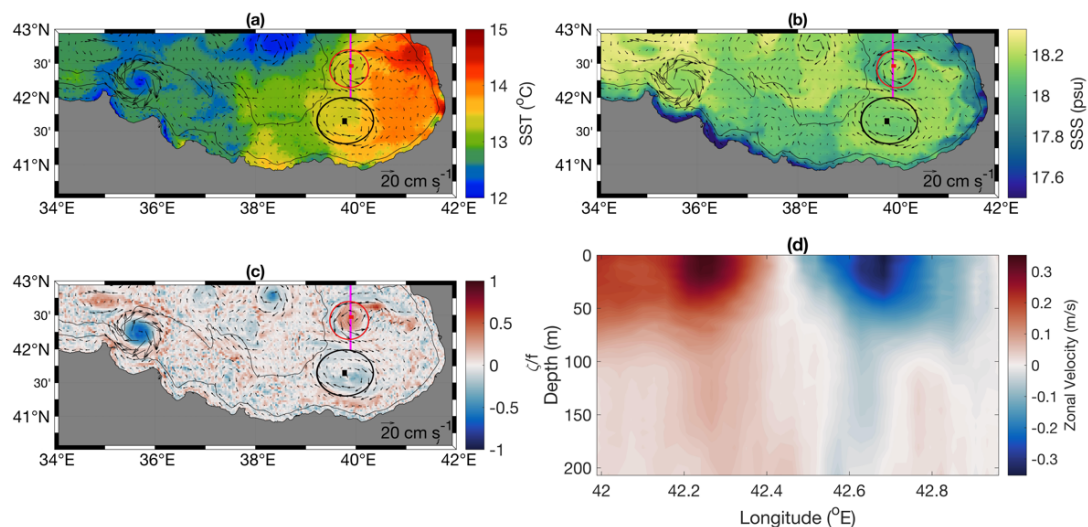 (a)
43°N
30'
42°N
30'
41°N
34°E 36°E 38°E 40°E 42°E
20 cm s-1
15
14
13
12
SST (°C)
(b)
43°N
30'
42°N
30'
41°N
34°E 36°E 38°E 40°E 42°E
20 cm s-1
18.2
18
17.8
17.6
SSS (psu)
(c)
43°N
30'
42°N
30'
41°N
34°E 36°E 38°E 40°E 42°E
20 cm s-1
1
0.5
0
-0.5
-1
ζ/f
(d)
0
50
100
150
200
Depth (m)
42 42.2 42.4 42.6 42.8
Longitude (°E)
0.3
0.2
0.1
0
-0.1
-0.2
-0.3
Zonal Velocity (m/s)